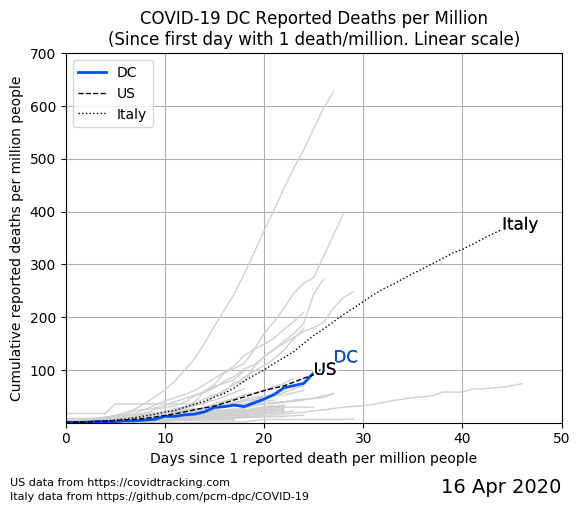 COVID-19 DC Reported Deaths per Million
(Since first day with 1 death/million. Linear scale)
Cumulative reported deaths per million people
700
600
500
400
300
200
100
DC
US
Italy
Italy
DC
US
0
10
20
30
40
50
Days since 1 reported death per million people
US data from https://covidtracking.com
Italy data from https://github.com/pcm-dpc/COVID-19
16 Apr 2020